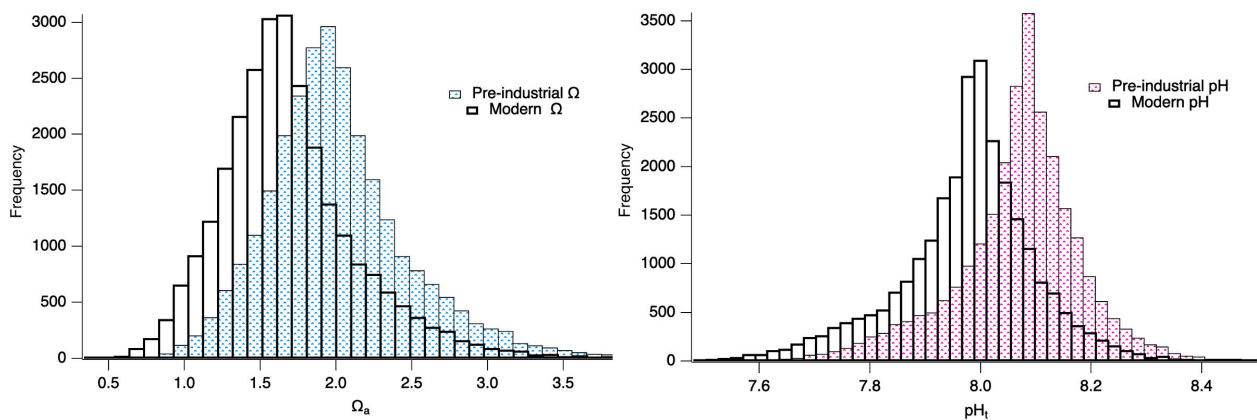 3000
2500
2000
1500
1000
500
0
Frequency
Pre-industrial Ω
Modern Ω
0.5 1.0 1.5 2.0 2.5 3.0 3.5
Ωa
3500
3000
2500
2000
1500
1000
500
0
Frequency
Pre-industrial pH
Modern pH
7.6 7.8 8.0 8.2 8.4
pHt